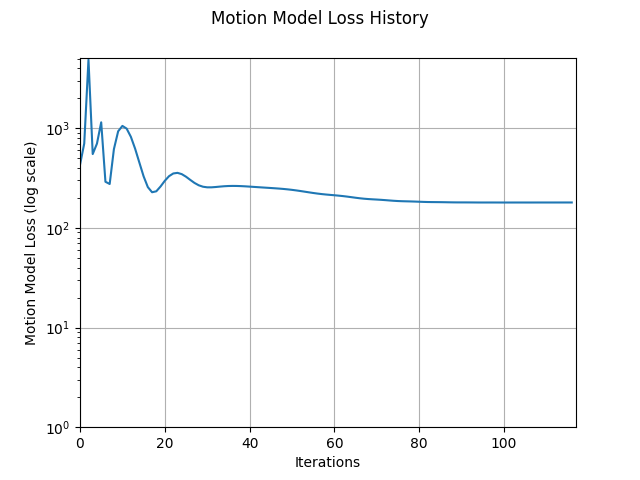 Motion Model Loss History
Motion Model Loss (log scale)
10³
10²
10¹
10⁰
0 20 40 60 80 100
Iterations